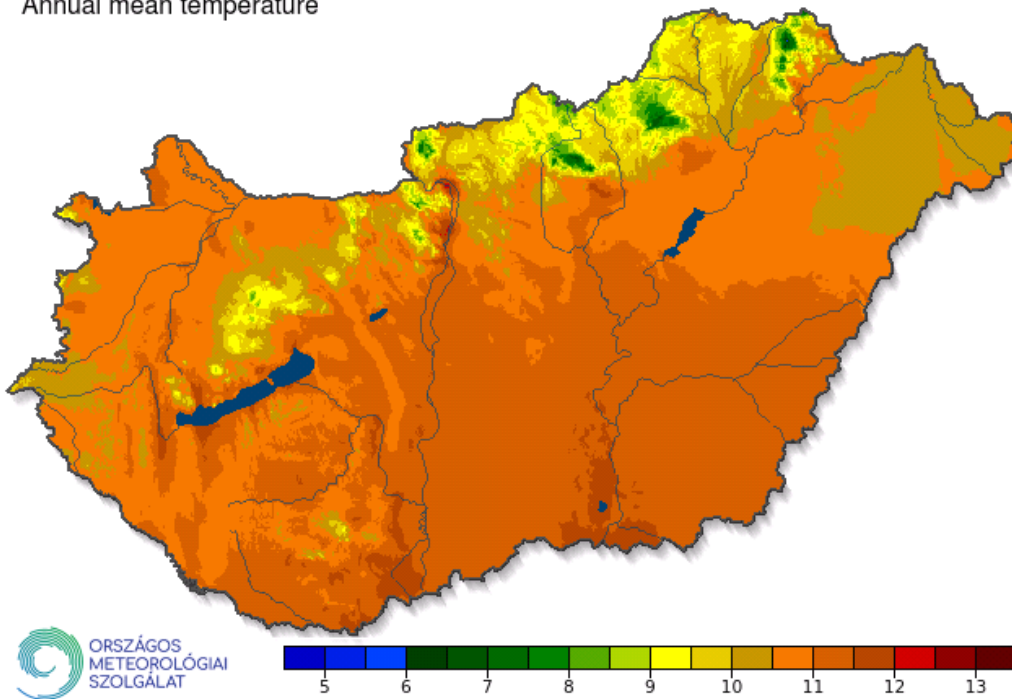 Annual mean temperature
ORSZÁGOS
METEOROLÓGIAI
SZOLGÁLAT
5 6 7 8 9 10 11 12 13